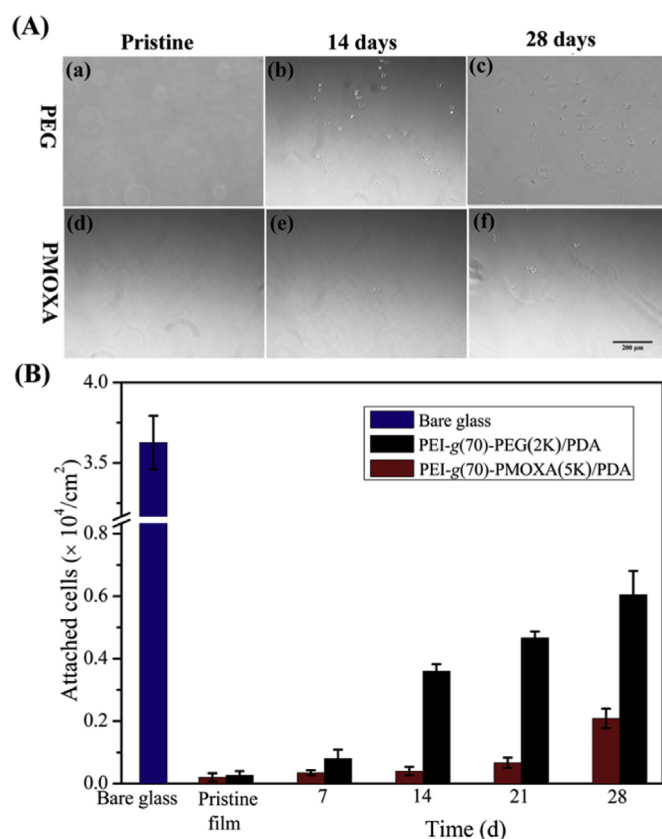 (A)
Pristine 14 days 28 days
PEG
(a) (b) (c)
PMOXA
(d) (e) (f)
200 μm
(B)
4.0
3.5
0.8
0.6
0.4
0.2
0.0
Attached cells (× 10⁴/cm²)
Bare glass
PEI-g(70)-PEG(2K)/PDA
PEI-g(70)-PMOXA(5K)/PDA
Bare glass Pristine film 7 14 21 28
Time (d)